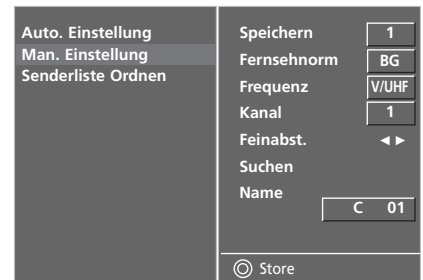 Auto. Einstellung
Man. Einstellung
Senderliste Ordnen
Speichern 1
Fernsehnorm BG
Frequenz V/UHF
Kanal 1
Feinabst. ◄ ►
Suchen
Name
C 01
Store